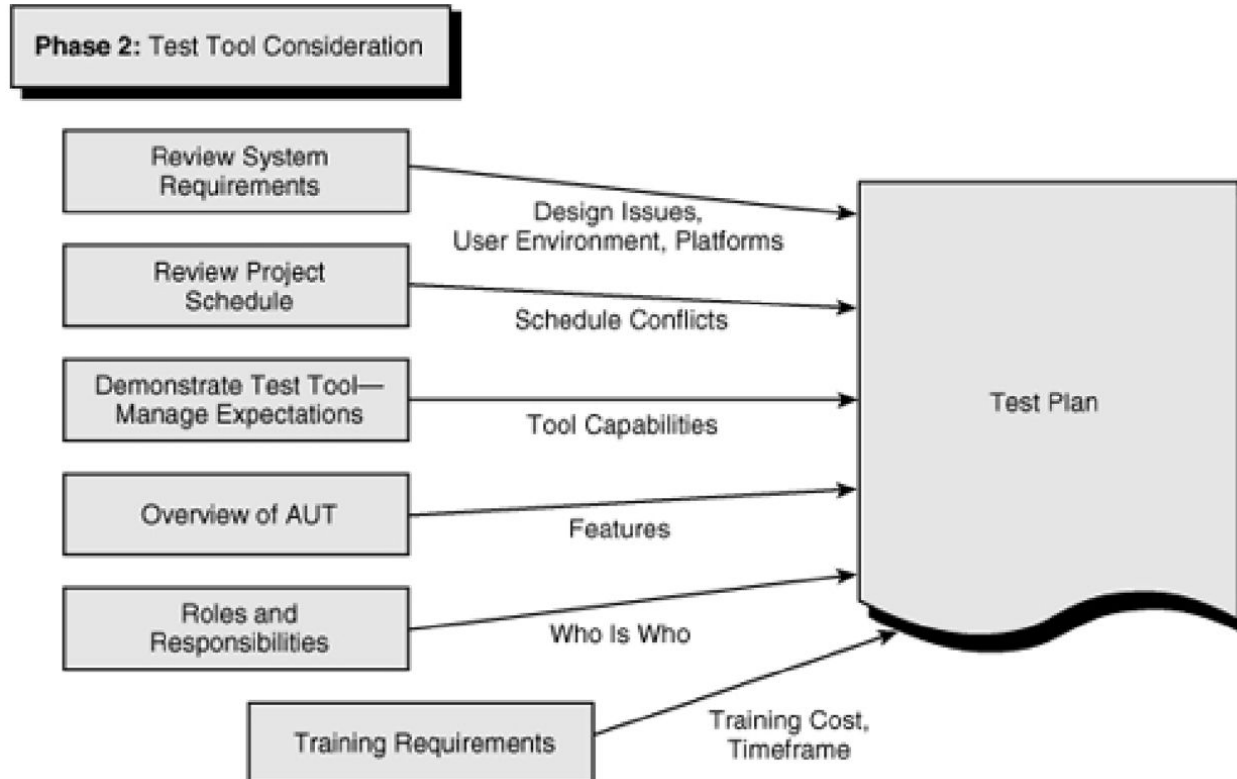 Phase 2: Test Tool Consideration
Review System
Requirements
Design Issues,
User Environment, Platforms
Review Project
Schedule
Schedule Conflicts
Demonstrate Test Tool—
Manage Expectations
Tool Capabilities
Test Plan
Overview of AUT
Features
Roles and
Responsibilities
Who Is Who
Training Requirements
Training Cost,
Timeframe